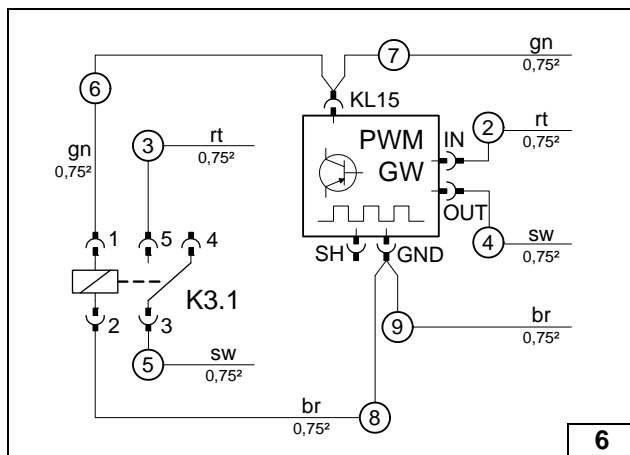 7
gn
0,75²
6
KL15
PWM
GW
IN
2
rt
0,75²
gn
0,75²
3
rt
0,75²
OUT
4
sw
0,75²
1
5
4
SH
GND
K3.1
2
3
9
br
0,75²
5
sw
0,75²
br
0,75²
8
6